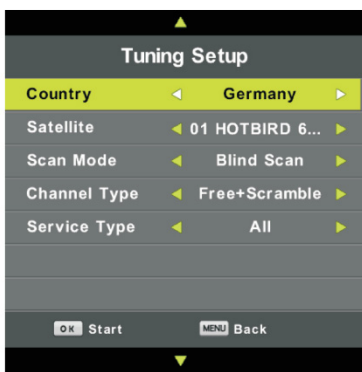 Tuning Setup
Country Germany
Satellite 01 HOTBIRD 6...
Scan Mode Blind Scan
Channel Type Free+Scramble
Service Type All
OK Start MENU Back